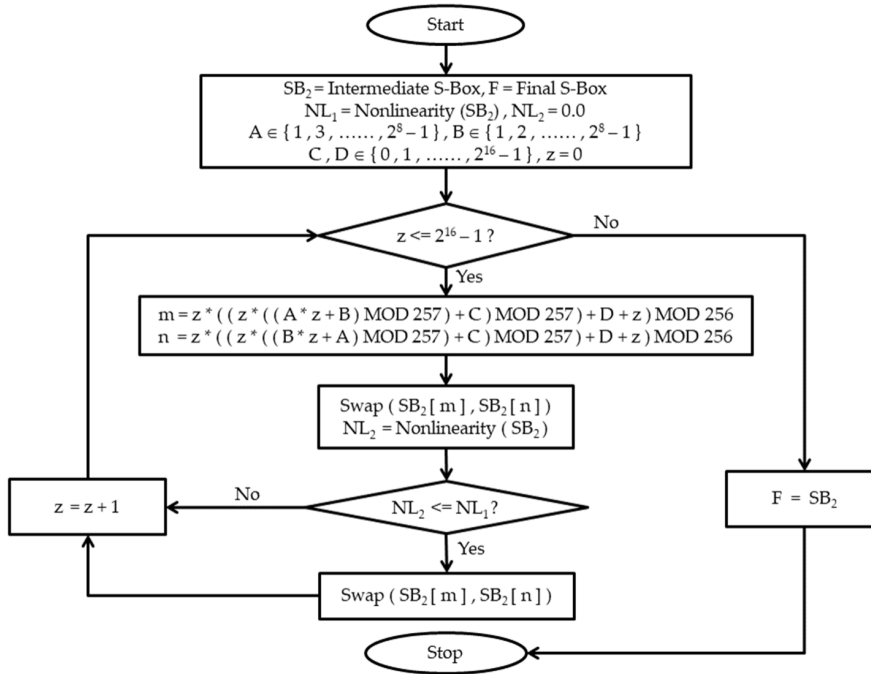 Start
SB₂ = Intermediate S-Box, F = Final S-Box
NL₁ = Nonlinearity (SB₂) , NL₂ = 0.0
A ∈ { 1 , 3 , ……, 2⁸ – 1} , B ∈ { 1 , 2 , ……, 2⁸ – 1}
C , D ∈ { 0 , 1 , ……, 2¹⁶ – 1} , z = 0
z <= 2¹⁶ – 1 ?
No
Yes
m = z * ( ( z * ( ( A * z + B ) MOD 257 ) + C ) MOD 257 ) + D + z ) MOD 256
n = z * ( ( z * ( ( B * z + A ) MOD 257 ) + C ) MOD 257 ) + D + z ) MOD 256
Swap ( SB₂ [ m ] , SB₂ [ n ] )
NL₂ = Nonlinearity ( SB₂ )
NL₂ <= NL₁ ?
No
z = z + 1
Yes
F = SB₂
Swap ( SB₂ [ m ] , SB₂ [ n ] )
Stop